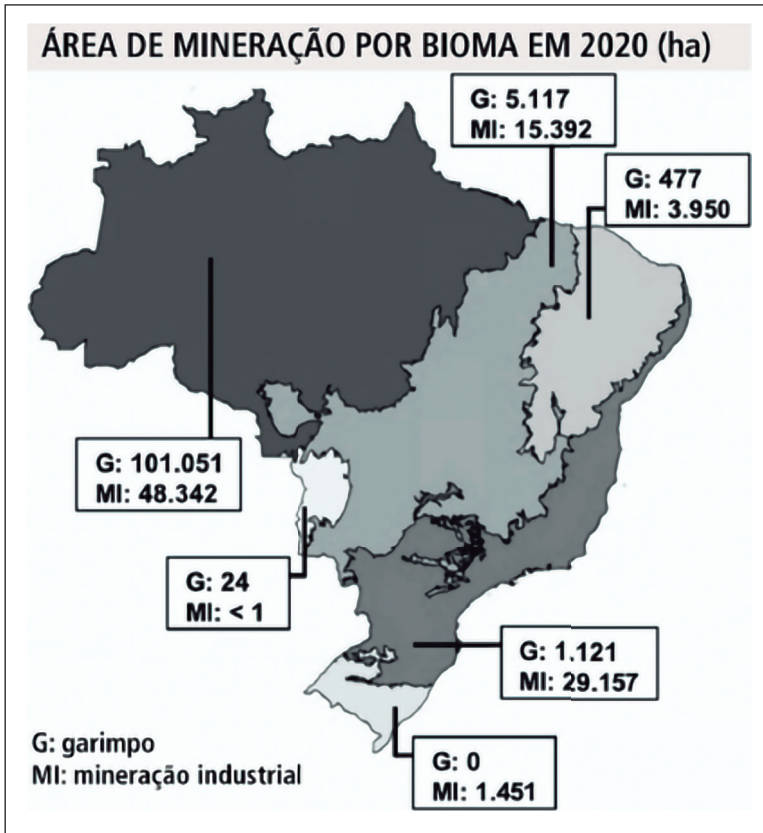 ÁREA DE MINERAÇÃO POR BIOMA EM 2020 (ha)
G: 5.117
MI: 15.392
G: 477
MI: 3.950
G: 101.051
MI: 48.342
G: 24
MI: < 1
G: 1.121
MI: 29.157
G: 0
MI: 1.451
G: garimpo
MI: mineração industrial